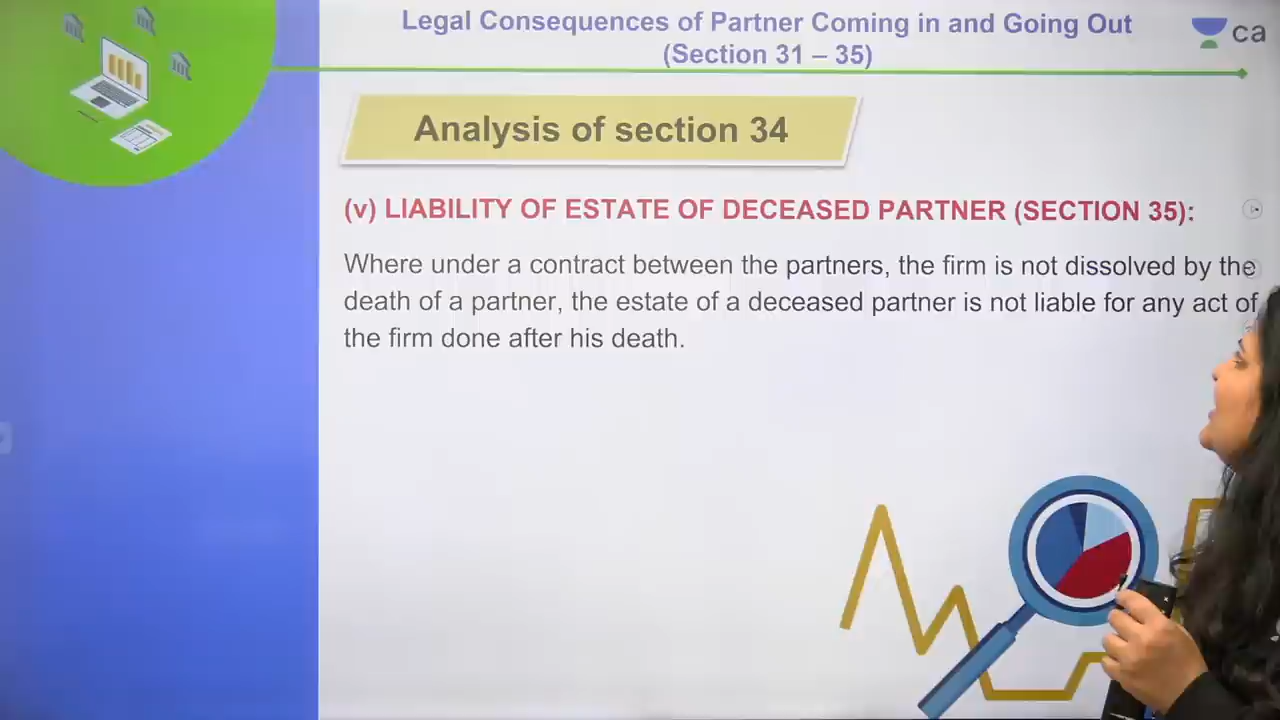 Legal Consequences of Partner Coming in and Going Out
(Section 31 – 35)
ca
Analysis of section 34
(v) LIABILITY OF ESTATE OF DECEASED PARTNER (SECTION 35):
Where under a contract between the partners, the firm is not dissolved by the
death of a partner, the estate of a deceased partner is not liable for any act of
the firm done after his death.